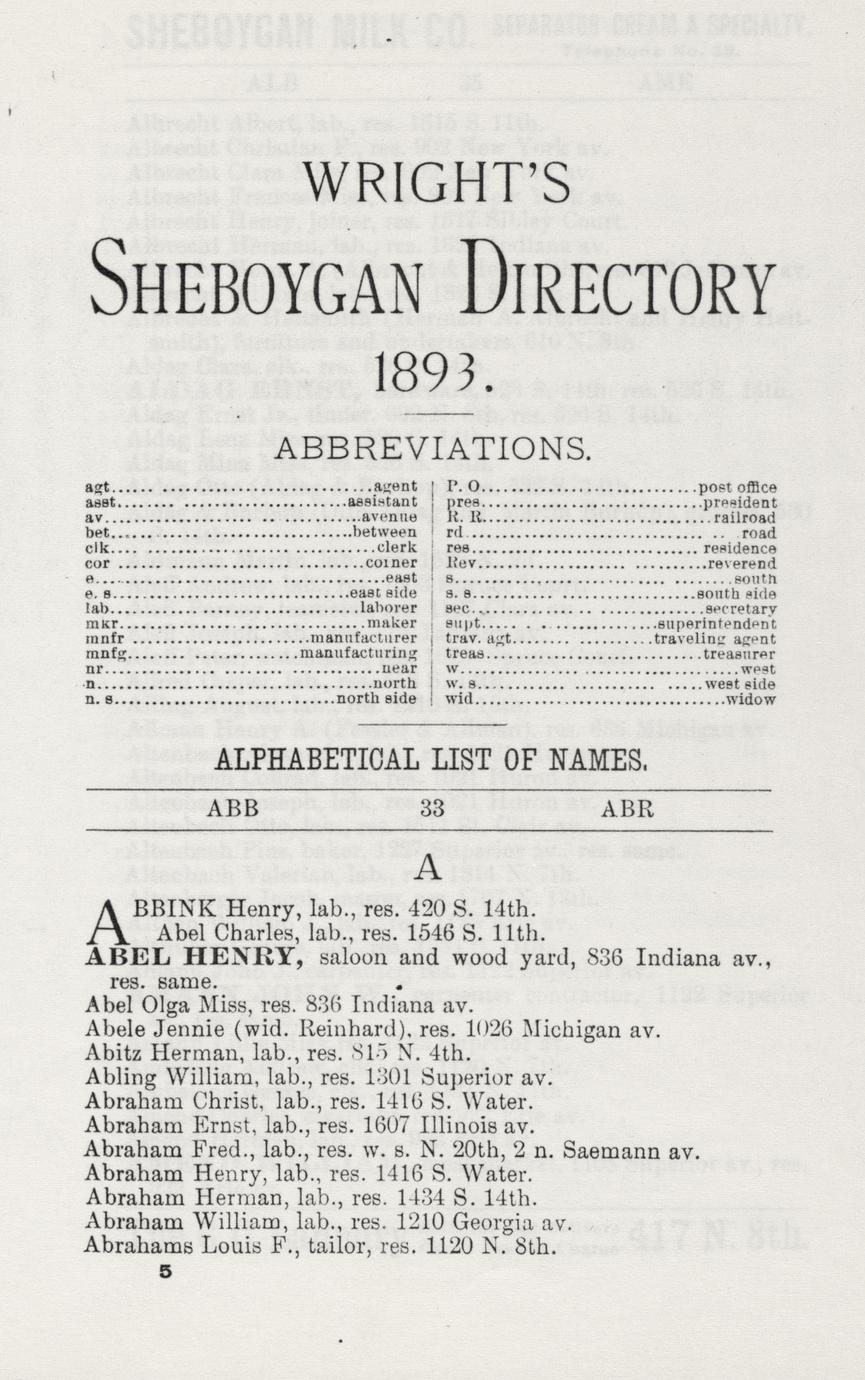 WRIGHT'S
SHEBOYGAN DIRECTORY
1893.
ABBREVIATIONS.
agt...... ................................agent
asst........ .........................assistant
av................... .. .............avenue
bet.....................................between
clk.... ..................................clerk
cor ....................................corner
e..........................................east
e. s...............................east side
lab....................................laborer
mkr ....................................maker
mnfr .........................manufacturer
mnfg........ ..................manufacturing
nr.........................................near
n........................................north
n. s.............................north side
P. O.............................post office
pres.................................president
R. R.................................railroad
rd .................................. .. .. road
res................................ residence
Rev.....................................reverend
s.......................... ........south
s. s................................south side
sec............... .. ...............secretary
supt..... . . ...................superintendent
trav. agt........ ..........traveling agent
treas...............................treasurer
w..........................................west
w. s...................... ......west side
wid.....................................widow
ALPHABETICAL LIST OF NAMES.
ABB 33 ABR
A
ABBINK Henry, lab., res. 420 S. 14th.
Abel Charles, lab., res. 1546 S. 11th.
ABEL HENRY, saloon and wood yard, 836 Indiana av.,
res. same.
Abel Olga Miss, res. 836 Indiana av.
Abele Jennie (wid. Reinhard), res. 1026 Michigan av.
Abitz Herman, lab., res. 815 N. 4th.
Abling William, lab., res. 1301 Superior av.
Abraham Christ, lab., res. 1416 S. Water.
Abraham Ernst, lab., res. 1607 Illinois av.
Abraham Fred., lab., res. w. s. N. 20th, 2 n. Saemann av.
Abraham Henry, lab., res. 1416 S. Water.
Abraham Herman, lab., res. 1434 S. 14th.
Abraham William, lab., res. 1210 Georgia av.
Abrahams Louis F., tailor, res. 1120 N. 8th.
5